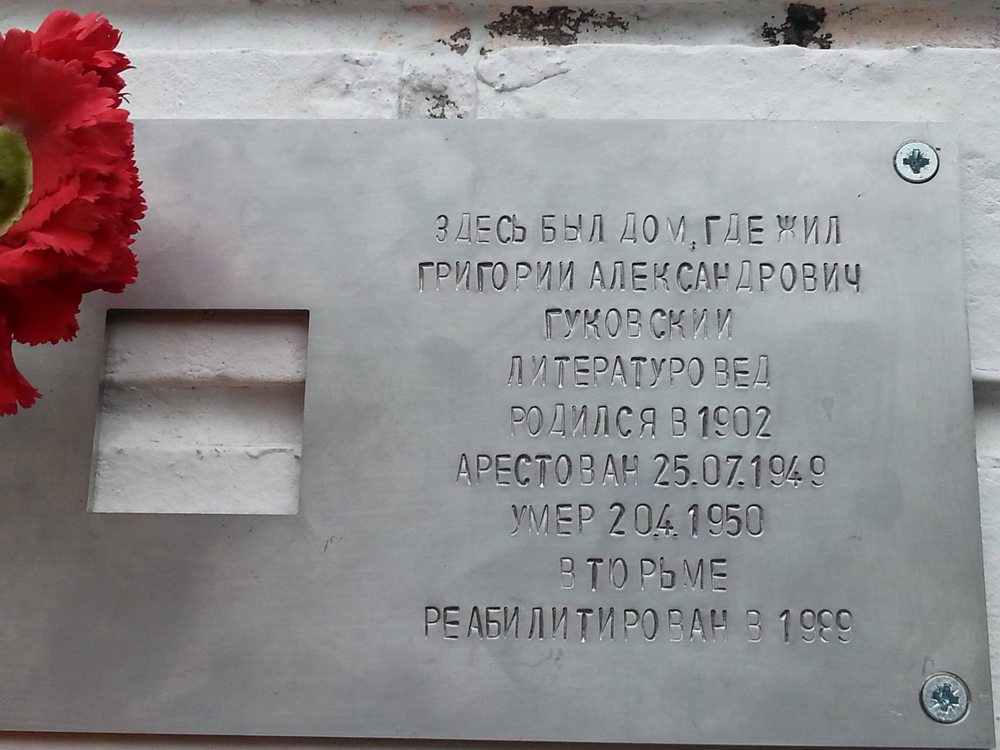 ЗДЕСЬ БЫЛ ДОМ, ГДЕ ЖИЛ
ГРИГОРИИ АЛЕКСАНДРОВИЧ
ГУКОВСКИИ
ЛИТЕРАТУРОВЕД
РОДИЛСЯ В 1902
АРЕСТОВАН 25.07.1949
УМЕР 2.04.1950
В ТЮРЬМЕ
РЕАБИЛИТИРОВАН В 1989